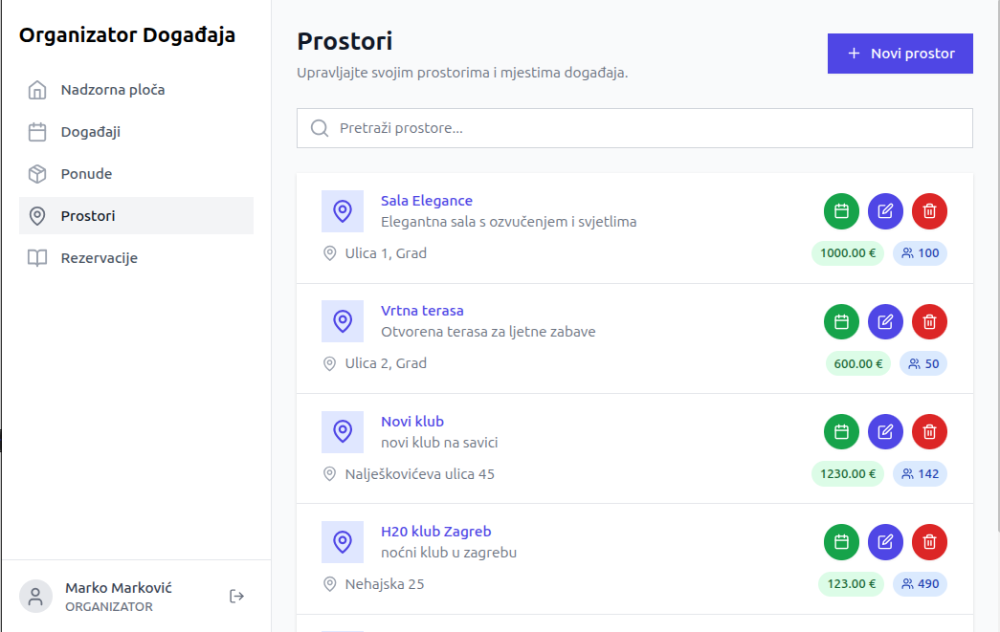 Organizator Događaja
Nadzorna ploča
Događaji
Ponude
Prostori
Rezervacije
Marko Marković
ORGANIZATOR
Prostori
Upravljajte svojim prostorima i mjestima događaja.
+ Novi prostor
Pretraži prostore...
Sala Elegance
Elegantna sala s ozvučenjem i svjetlima
Ulica 1, Grad
1000.00 € 100
Vrtna terasa
Otvorena terasa za ljetne zabave
Ulica 2, Grad
600.00 € 50
Novi klub
novi klub na savici
Nalješkovićeva ulica 45
1230.00 € 142
H20 klub Zagreb
noćni klub u zagrebu
Nehajska 25
123.00 € 490